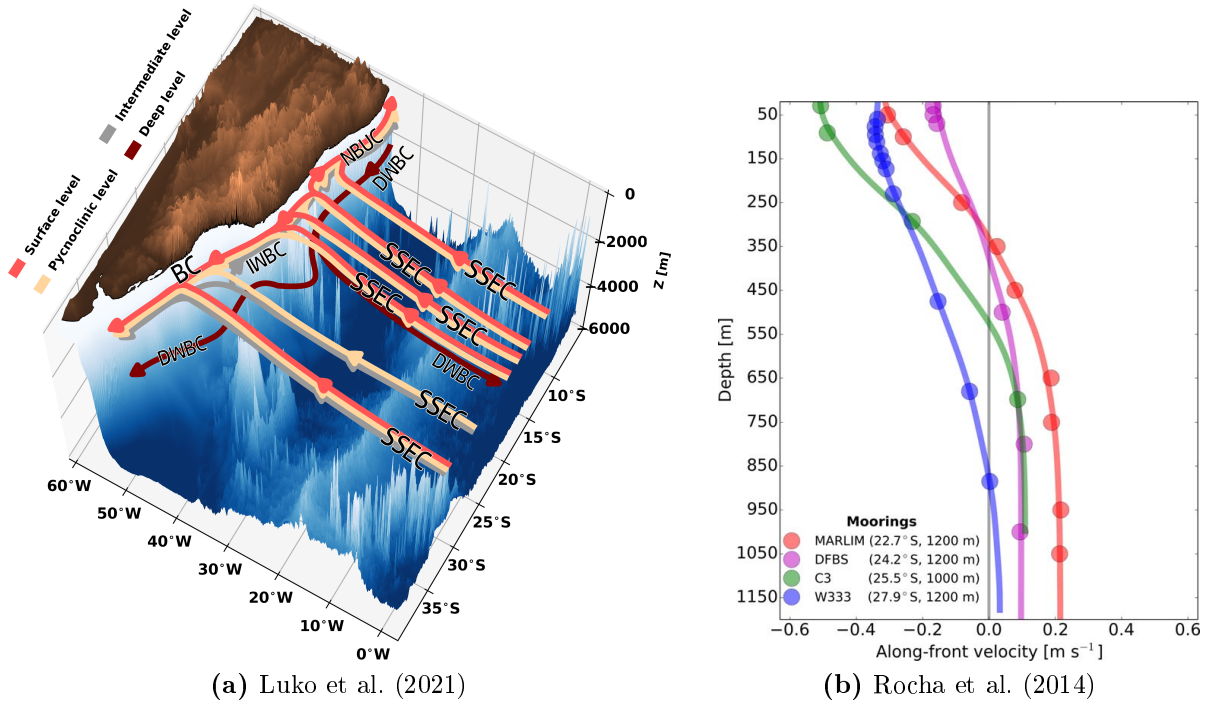 Intermediate level
Deep level
Surface level
Pycnoclinic level
NBUC
DWBC
BC
IWBC
SSEC
SSEC
SSEC
SSEC
DWBC
DWBC
SSEC
SSEC
0
2000
4000
6000
z [m]
10°S
15°S
20°S
25°S
30°S
35°S
60°W
50°W
40°W
30°W
20°W
10°W
0°W
(a) Luko et al. (2021)
50
150
250
350
450
550
650
750
850
950
1050
1150
Depth [m]
Moorings
MARLIM (22.7°S, 1200 m)
DFBS (24.2°S, 1200 m)
C3 (25.5°S, 1000 m)
W333 (27.9°S, 1200 m)
−0.6 −0.4 −0.2 0.0 0.2 0.4 0.6
Along-front velocity [m s⁻¹]
(b) Rocha et al. (2014)